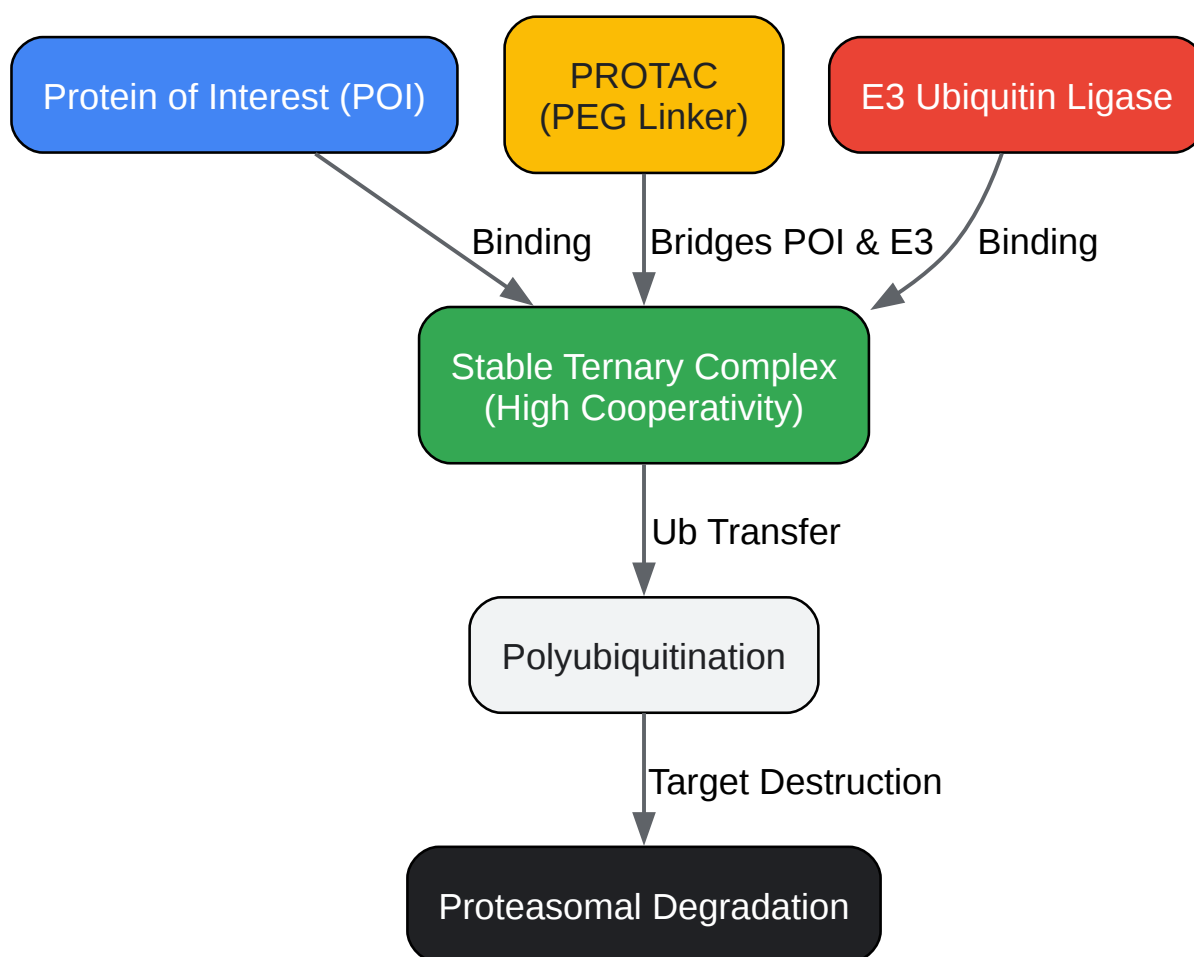 Protein of Interest (POI)
PROTAC
(PEG Linker)
E3 Ubiquitin Ligase
Binding
Bridges POI & E3
Binding
Stable Ternary Complex
(High Cooperativity)
Ub Transfer
Polyubiquitination
Target Destruction
Proteasomal Degradation